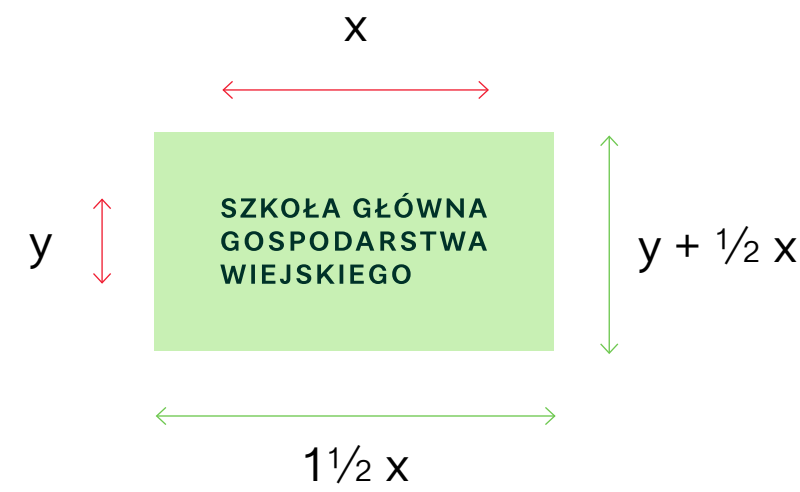 x
SZKOŁA GŁÓWNA
GOSPODARSTWA
WIEJSKIEGO
y
y + ½ x
1½ x